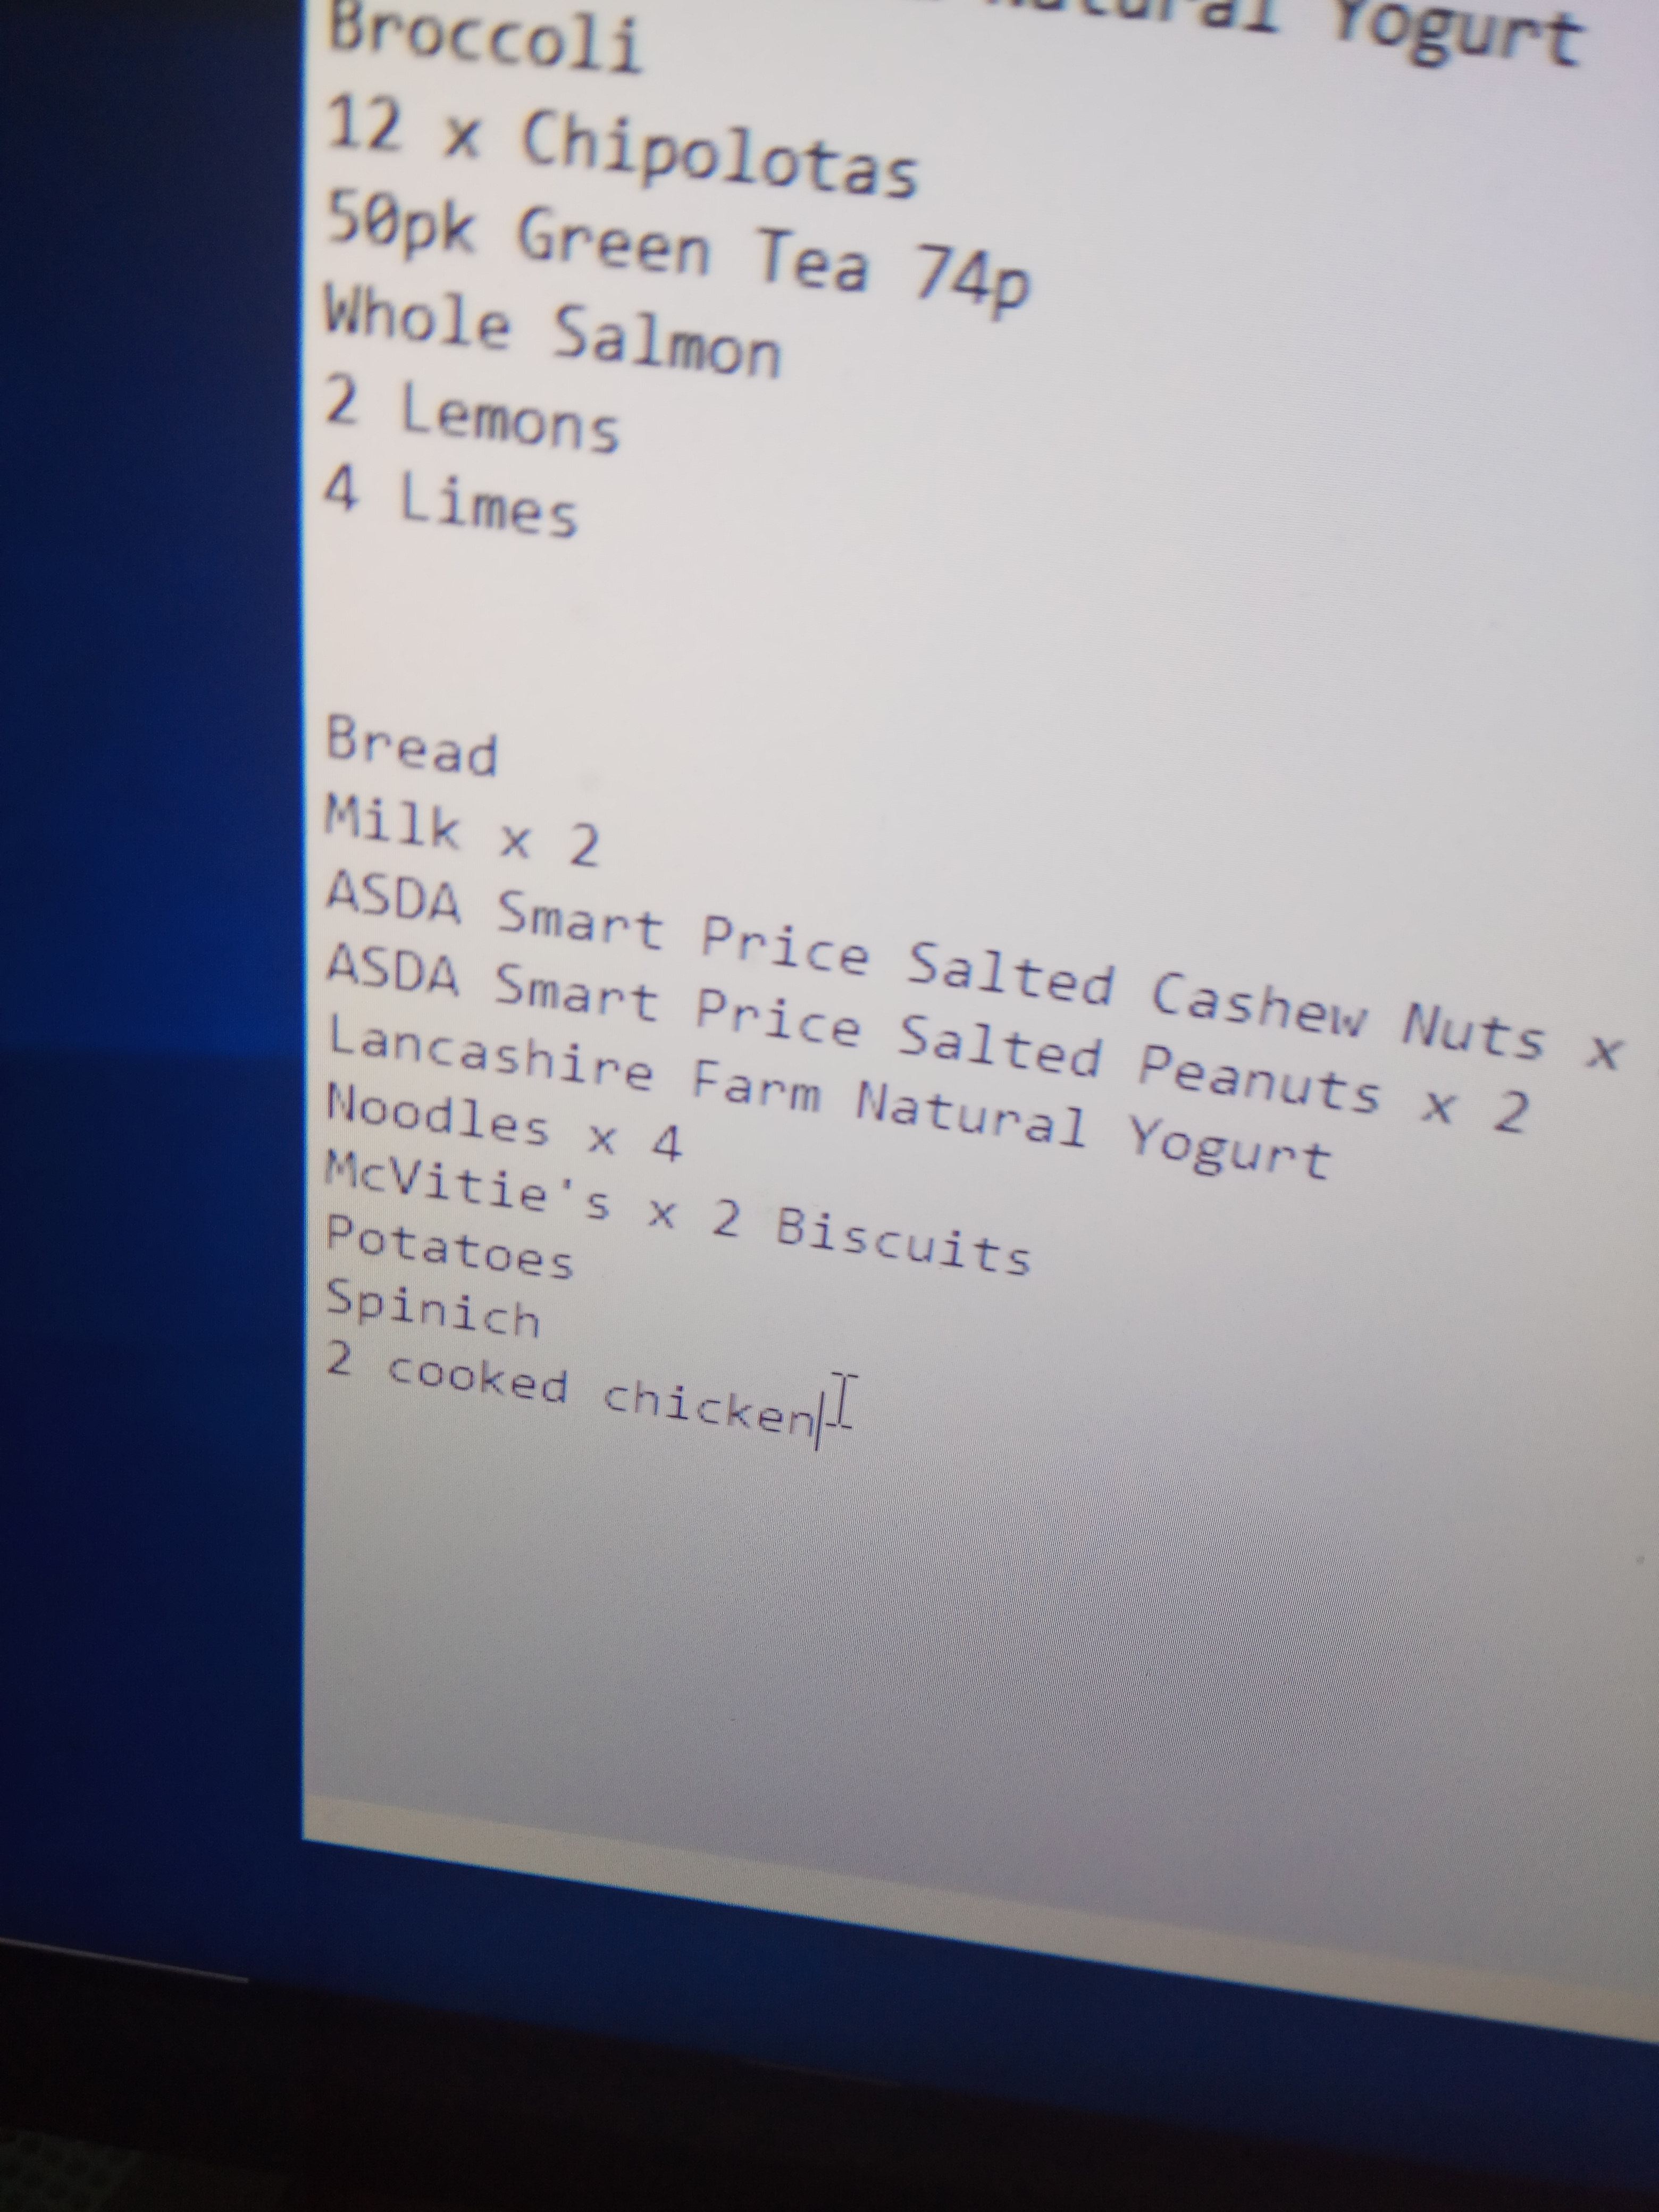 Natural Yogurt
Broccoli
12 x Chipolotas
50pk Green Tea 74p
Whole Salmon
2 Lemons
4 Limes
Bread
Milk x 2
ASDA Smart Price Salted Cashew Nuts x
ASDA Smart Price Salted Peanuts x 2
Lancashire Farm Natural Yogurt
Noodles x 4
McVitie's x 2 Biscuits
Potatoes
Spinich
2 cooked chicken